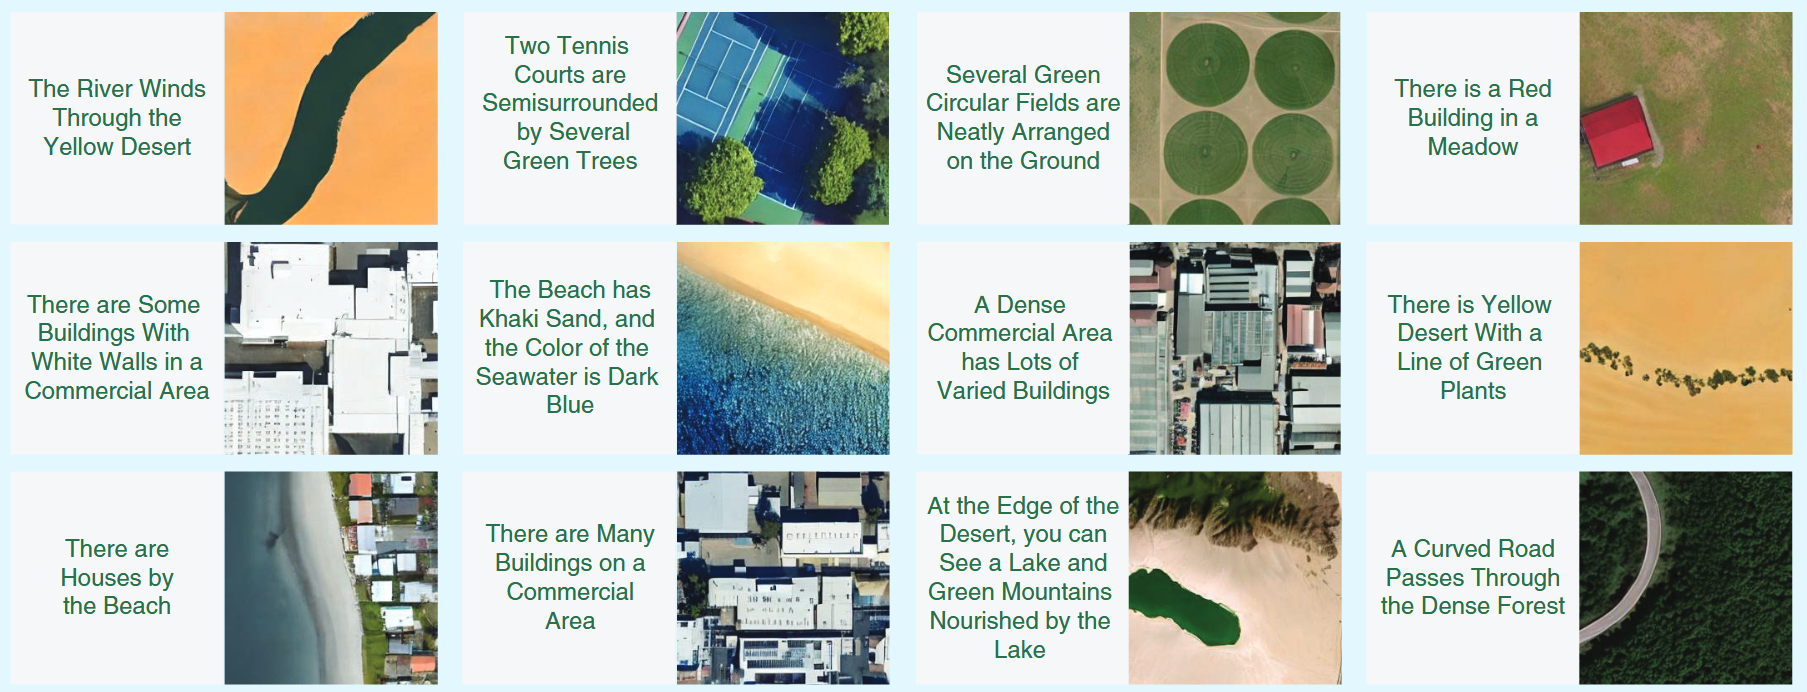 The River Winds
Through the
Yellow Desert
Two Tennis
Courts are
Semisurrounded
by Several
Green Trees
Several Green
Circular Fields are
Neatly Arranged
on the Ground
There is a Red
Building in a
Meadow
There are Some
Buildings With
White Walls in a
Commercial Area
The Beach has
Khaki Sand, and
the Color of the
Seawater is Dark
Blue
A Dense
Commercial Area
has Lots of
Varied Buildings
There is Yellow
Desert With a
Line of Green
Plants
There are
Houses by
the Beach
There are Many
Buildings on a
Commercial
Area
At the Edge of the
Desert, you can
See a Lake and
Green Mountains
Nourished by the
Lake
A Curved Road
Passes Through
the Dense Forest